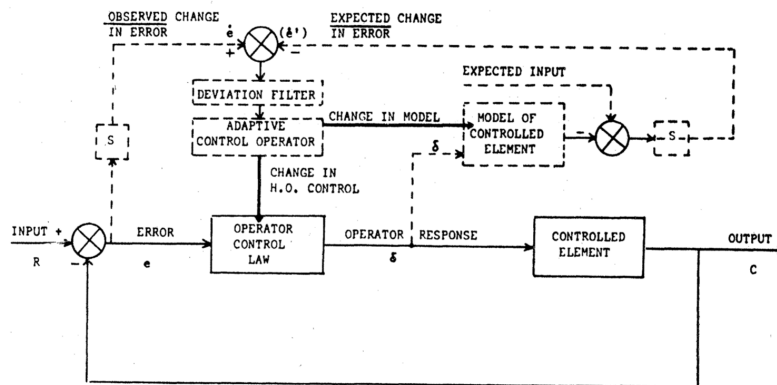 OBSERVED CHANGE
IN ERROR
ė
+
(ė')
−
EXPECTED CHANGE
IN ERROR
EXPECTED INPUT
DEVIATION FILTER
CHANGE IN MODEL
ADAPTIVE
CONTROL OPERATOR
MODEL OF
CONTROLLED
ELEMENT
−
S
S
δ
CHANGE IN
H.O. CONTROL
INPUT +
R
−
ERROR
e
OPERATOR
CONTROL
LAW
OPERATOR RESPONSE
δ
CONTROLLED
ELEMENT
OUTPUT
C